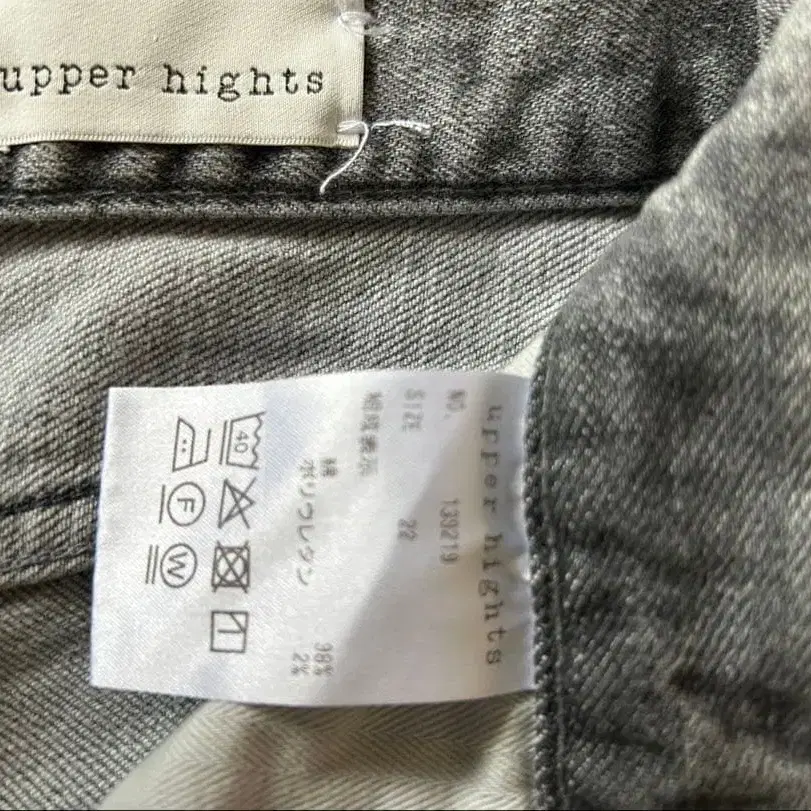 upper hights
upper hights
NO. 139219
SIZE 22
組成表示
綿 98%
ポリウレタン 2%
40
F
W